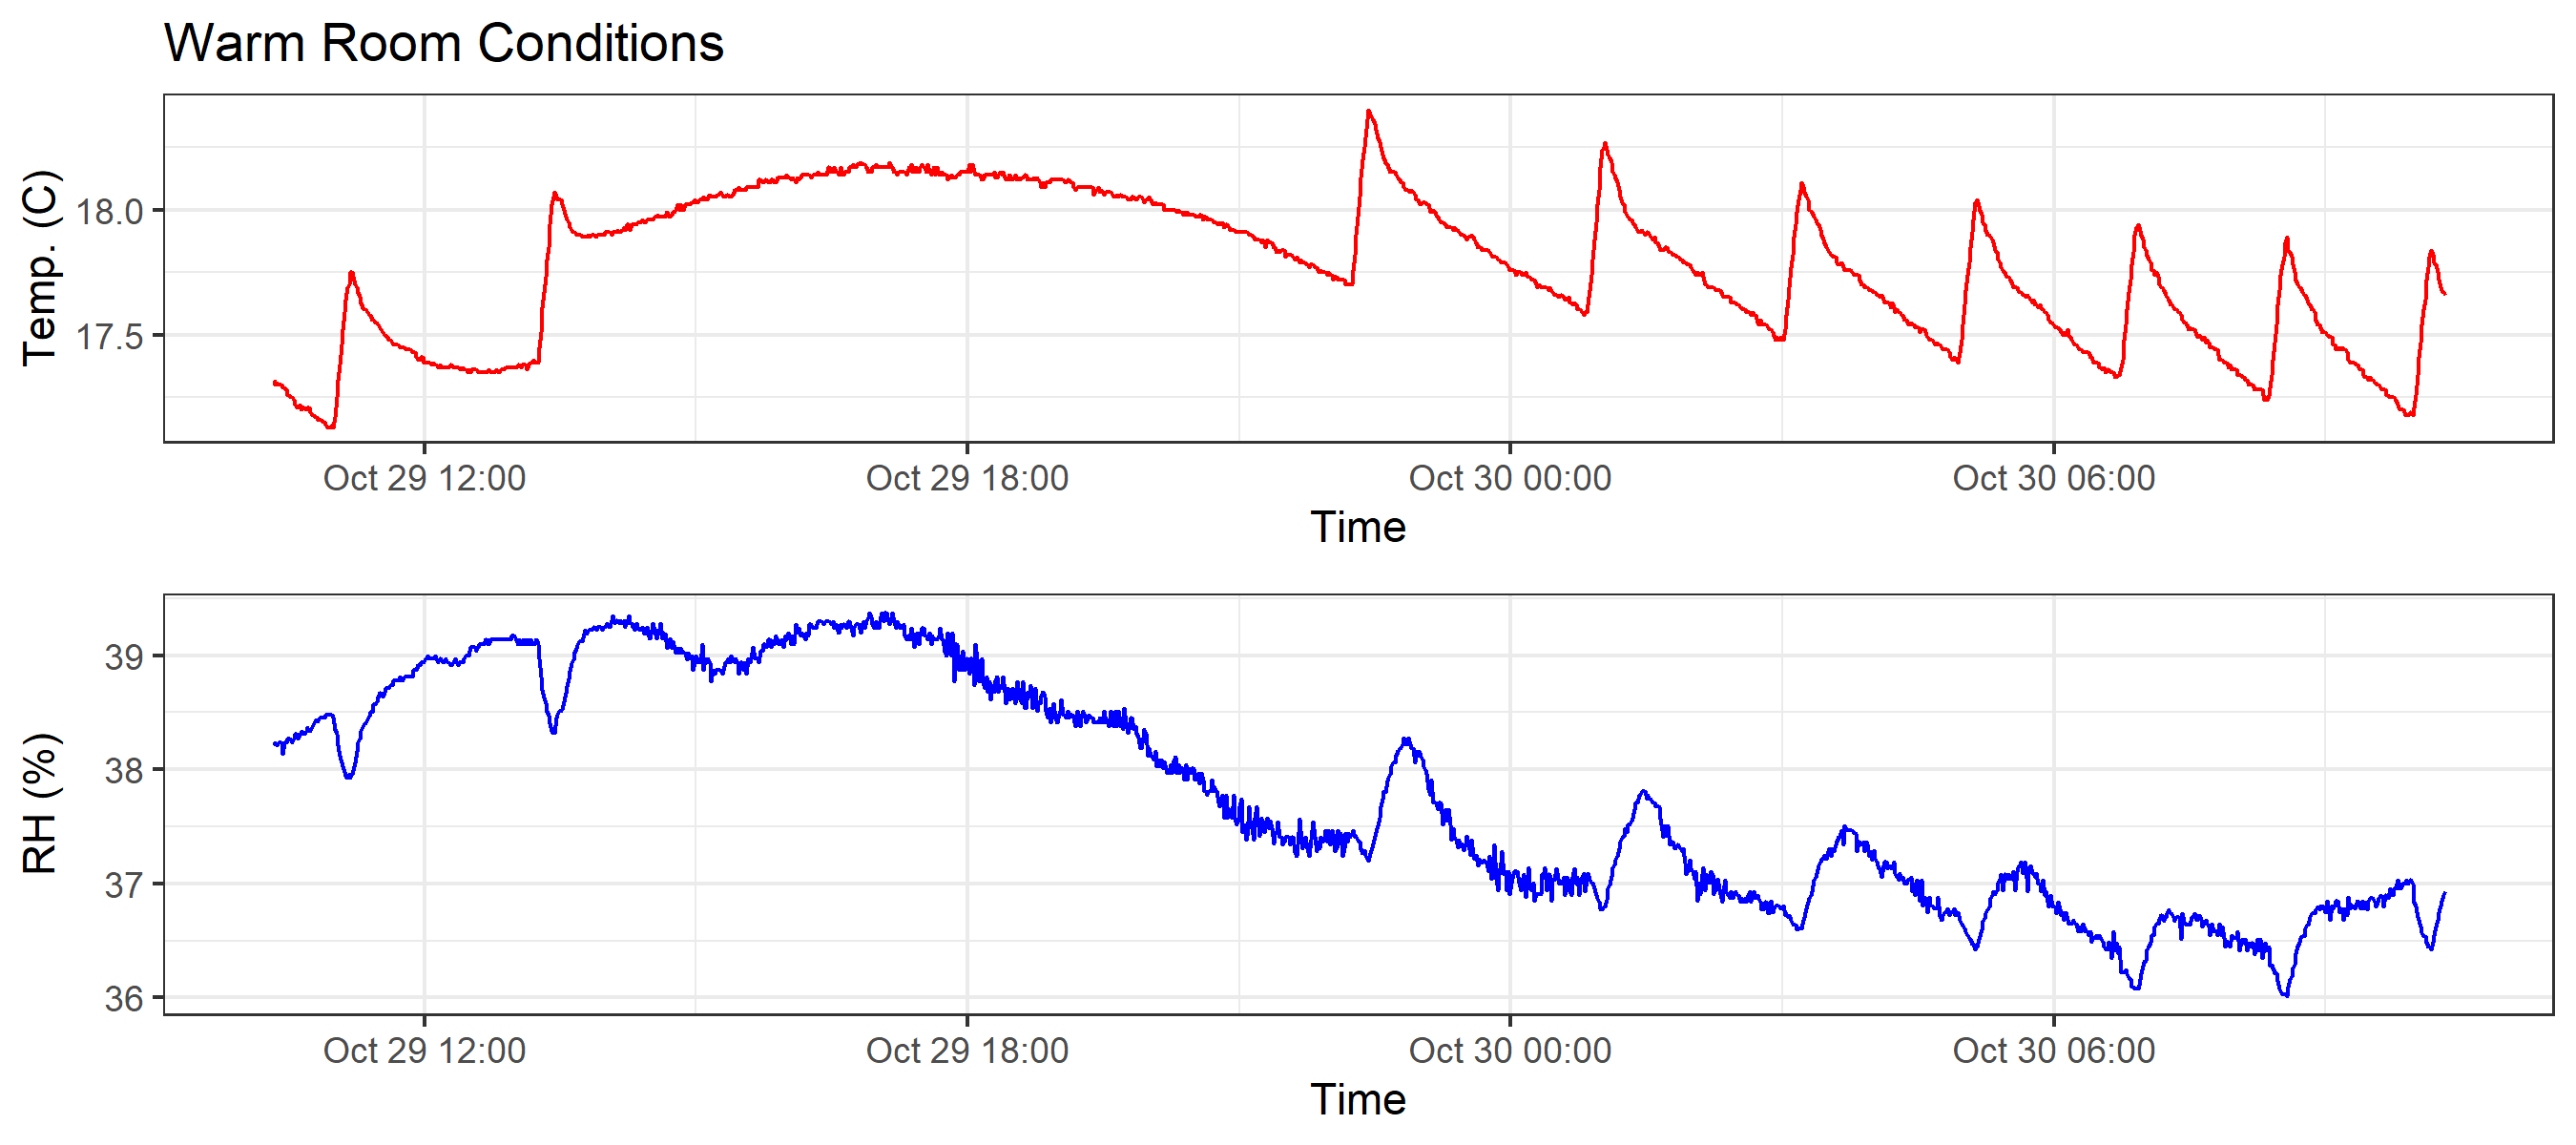 Warm Room Conditions
Temp. (C)
18.0
17.5
Oct 29 12:00 Oct 29 18:00 Oct 30 00:00 Oct 30 06:00
Time
RH (%)
39
38
37
36
Oct 29 12:00 Oct 29 18:00 Oct 30 00:00 Oct 30 06:00
Time